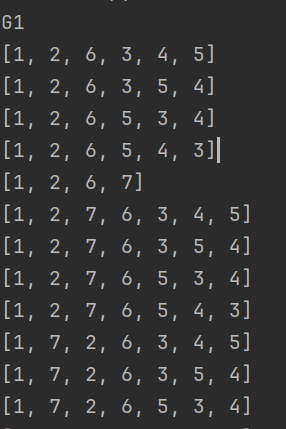 G1
[1, 2, 6, 3, 4, 5]
[1, 2, 6, 3, 5, 4]
[1, 2, 6, 5, 3, 4]
[1, 2, 6, 5, 4, 3]
[1, 2, 6, 7]
[1, 2, 7, 6, 3, 4, 5]
[1, 2, 7, 6, 3, 5, 4]
[1, 2, 7, 6, 5, 3, 4]
[1, 2, 7, 6, 5, 4, 3]
[1, 7, 2, 6, 3, 4, 5]
[1, 7, 2, 6, 3, 5, 4]
[1, 7, 2, 6, 5, 3, 4]